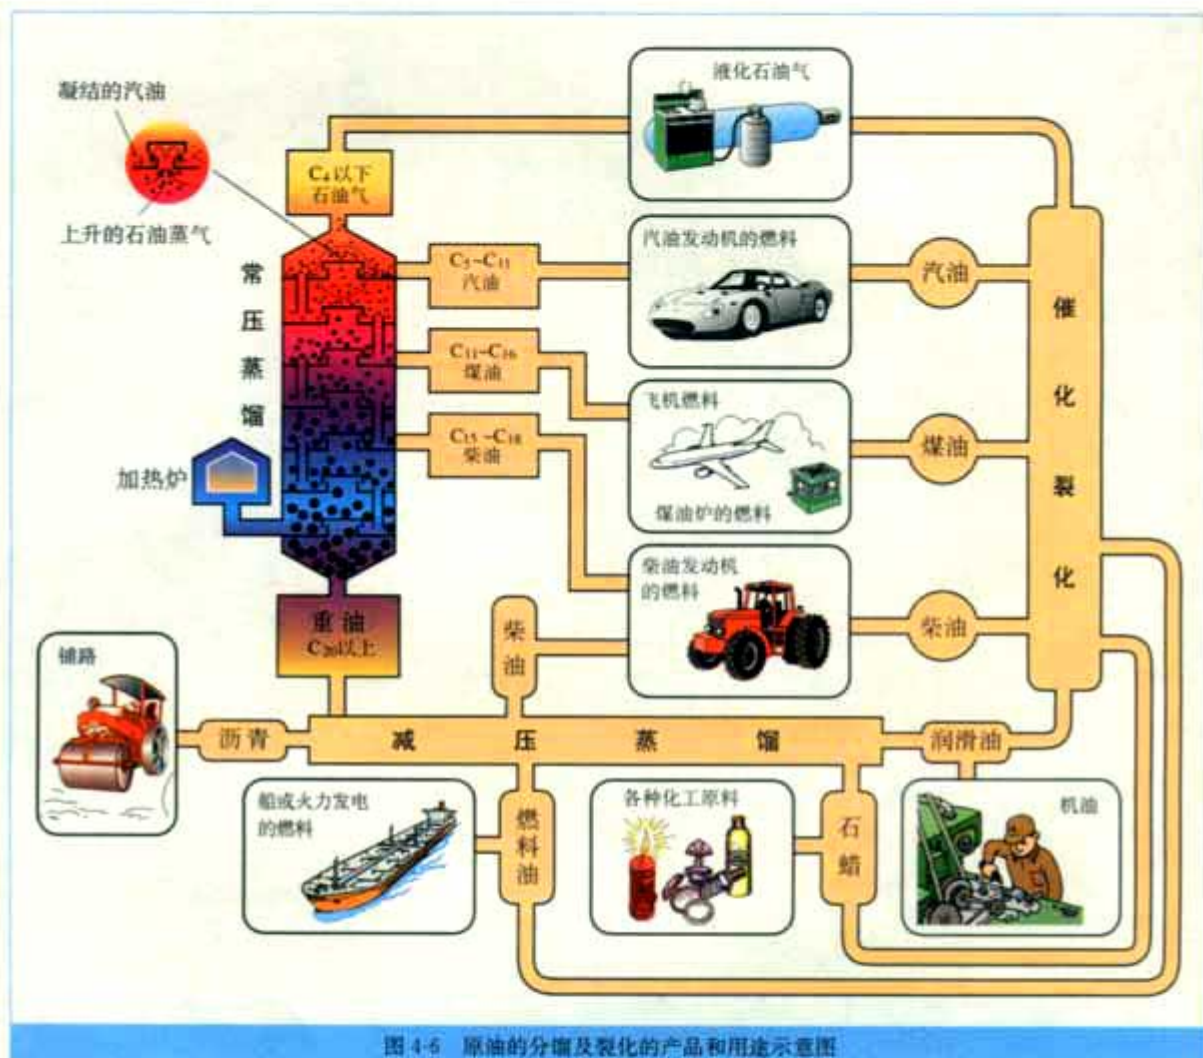 凝结的汽油
上升的石油蒸气
C₄以下
石油气
液化石油气
常压蒸馏
C₅~C₁₁
汽油
汽油发动机的燃料
汽油
催化裂化
C₁₁~C₁₆
煤油
飞机燃料
煤油炉的燃料
煤油
C₁₅~C₁₈
柴油
加热炉
柴油发动机
的燃料
柴油
重油
C₂₀以上
柴油
铺路
沥青
减压蒸馏
润滑油
船或火力发电
的燃料
燃料油
各种化工原料
石蜡
机油
图 4-6 原油的分馏及裂化的产品和用途示意图